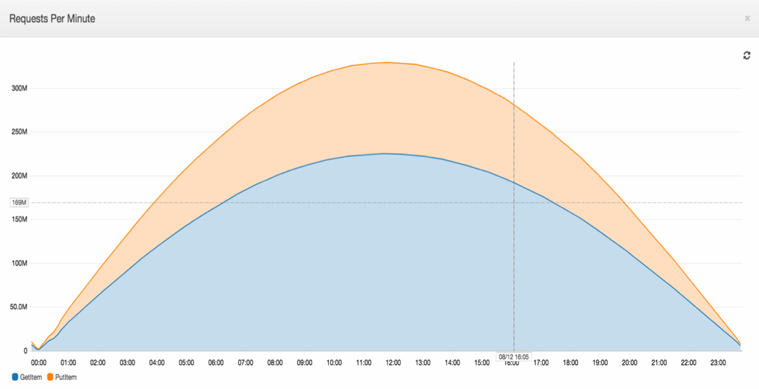 Requests Per Minute
×
300M
250M
200M
169M
150M
100M
50.0M
0
00:00 01:00 02:00 03:00 04:00 05:00 06:00 07:00 08:00 09:00 10:00 11:00 12:00 13:00 14:00 15:00 16:00 17:00 18:00 19:00 20:00 21:00 22:00 23:00
08/12 16:05
GetItem PutItem